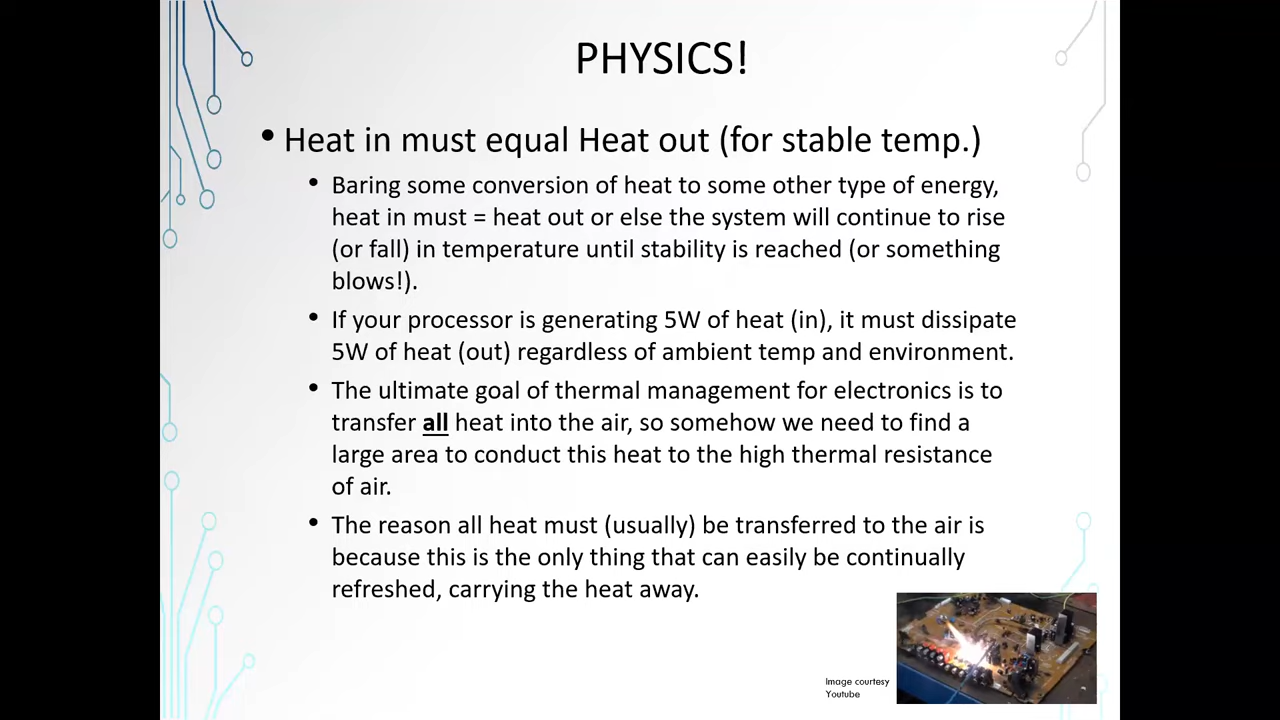 PHYSICS!
• Heat in must equal Heat out (for stable temp.)
• Baring some conversion of heat to some other type of energy,
heat in must = heat out or else the system will continue to rise
(or fall) in temperature until stability is reached (or something
blows!).
• If your processor is generating 5W of heat (in), it must dissipate
5W of heat (out) regardless of ambient temp and environment.
• The ultimate goal of thermal management for electronics is to
transfer all heat into the air, so somehow we need to find a
large area to conduct this heat to the high thermal resistance
of air.
• The reason all heat must (usually) be transferred to the air is
because this is the only thing that can easily be continually
refreshed, carrying the heat away.
Image courtesy
Youtube